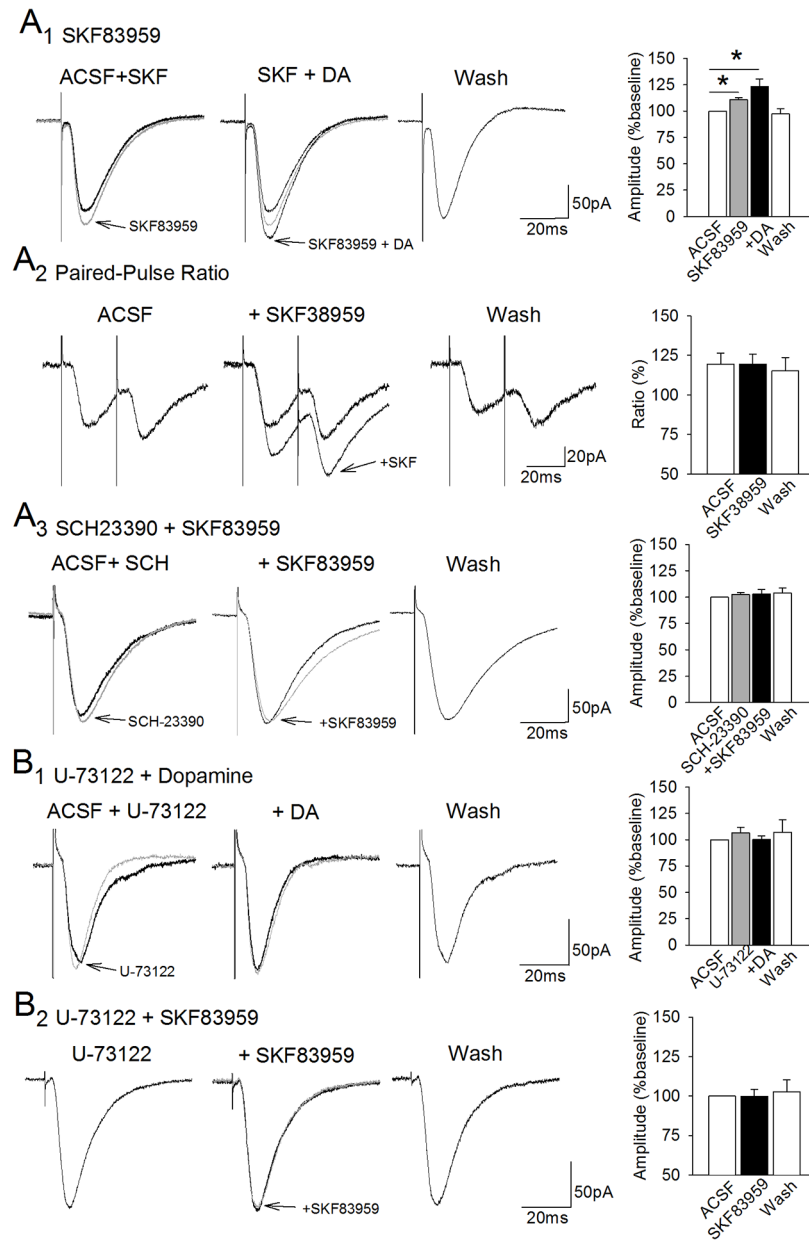 A1 SKF83959
ACSF+SKF
SKF + DA
Wash
SKF83959
SKF83959 + DA
50pA
20ms
Amplitude (%baseline)
150
125
100
75
50
25
0
*
*
ACSF
SKF83959
+DA
Wash
A2 Paired-Pulse Ratio
ACSF
+ SKF38959
Wash
+SKF
20pA
20ms
Ratio (%)
150
125
100
75
50
ACSF
SKF38959
Wash
A3 SCH23390 + SKF83959
ACSF+ SCH
+ SKF83959
Wash
SCH-23390
+SKF83959
50pA
20ms
Amplitude (%baseline)
150
125
100
75
50
25
0
ACSF
SCH-23390
+SKF83959
Wash
B1 U-73122 + Dopamine
ACSF + U-73122
+ DA
Wash
U-73122
50pA
20ms
Amplitude (%baseline)
150
125
100
75
50
25
0
ACSF
U-73122
+DA
Wash
B2 U-73122 + SKF83959
U-73122
+ SKF83959
Wash
+SKF83959
50pA
20ms
Amplitude (%baseline)
150
125
100
75
50
ACSF
SKF83959
Wash